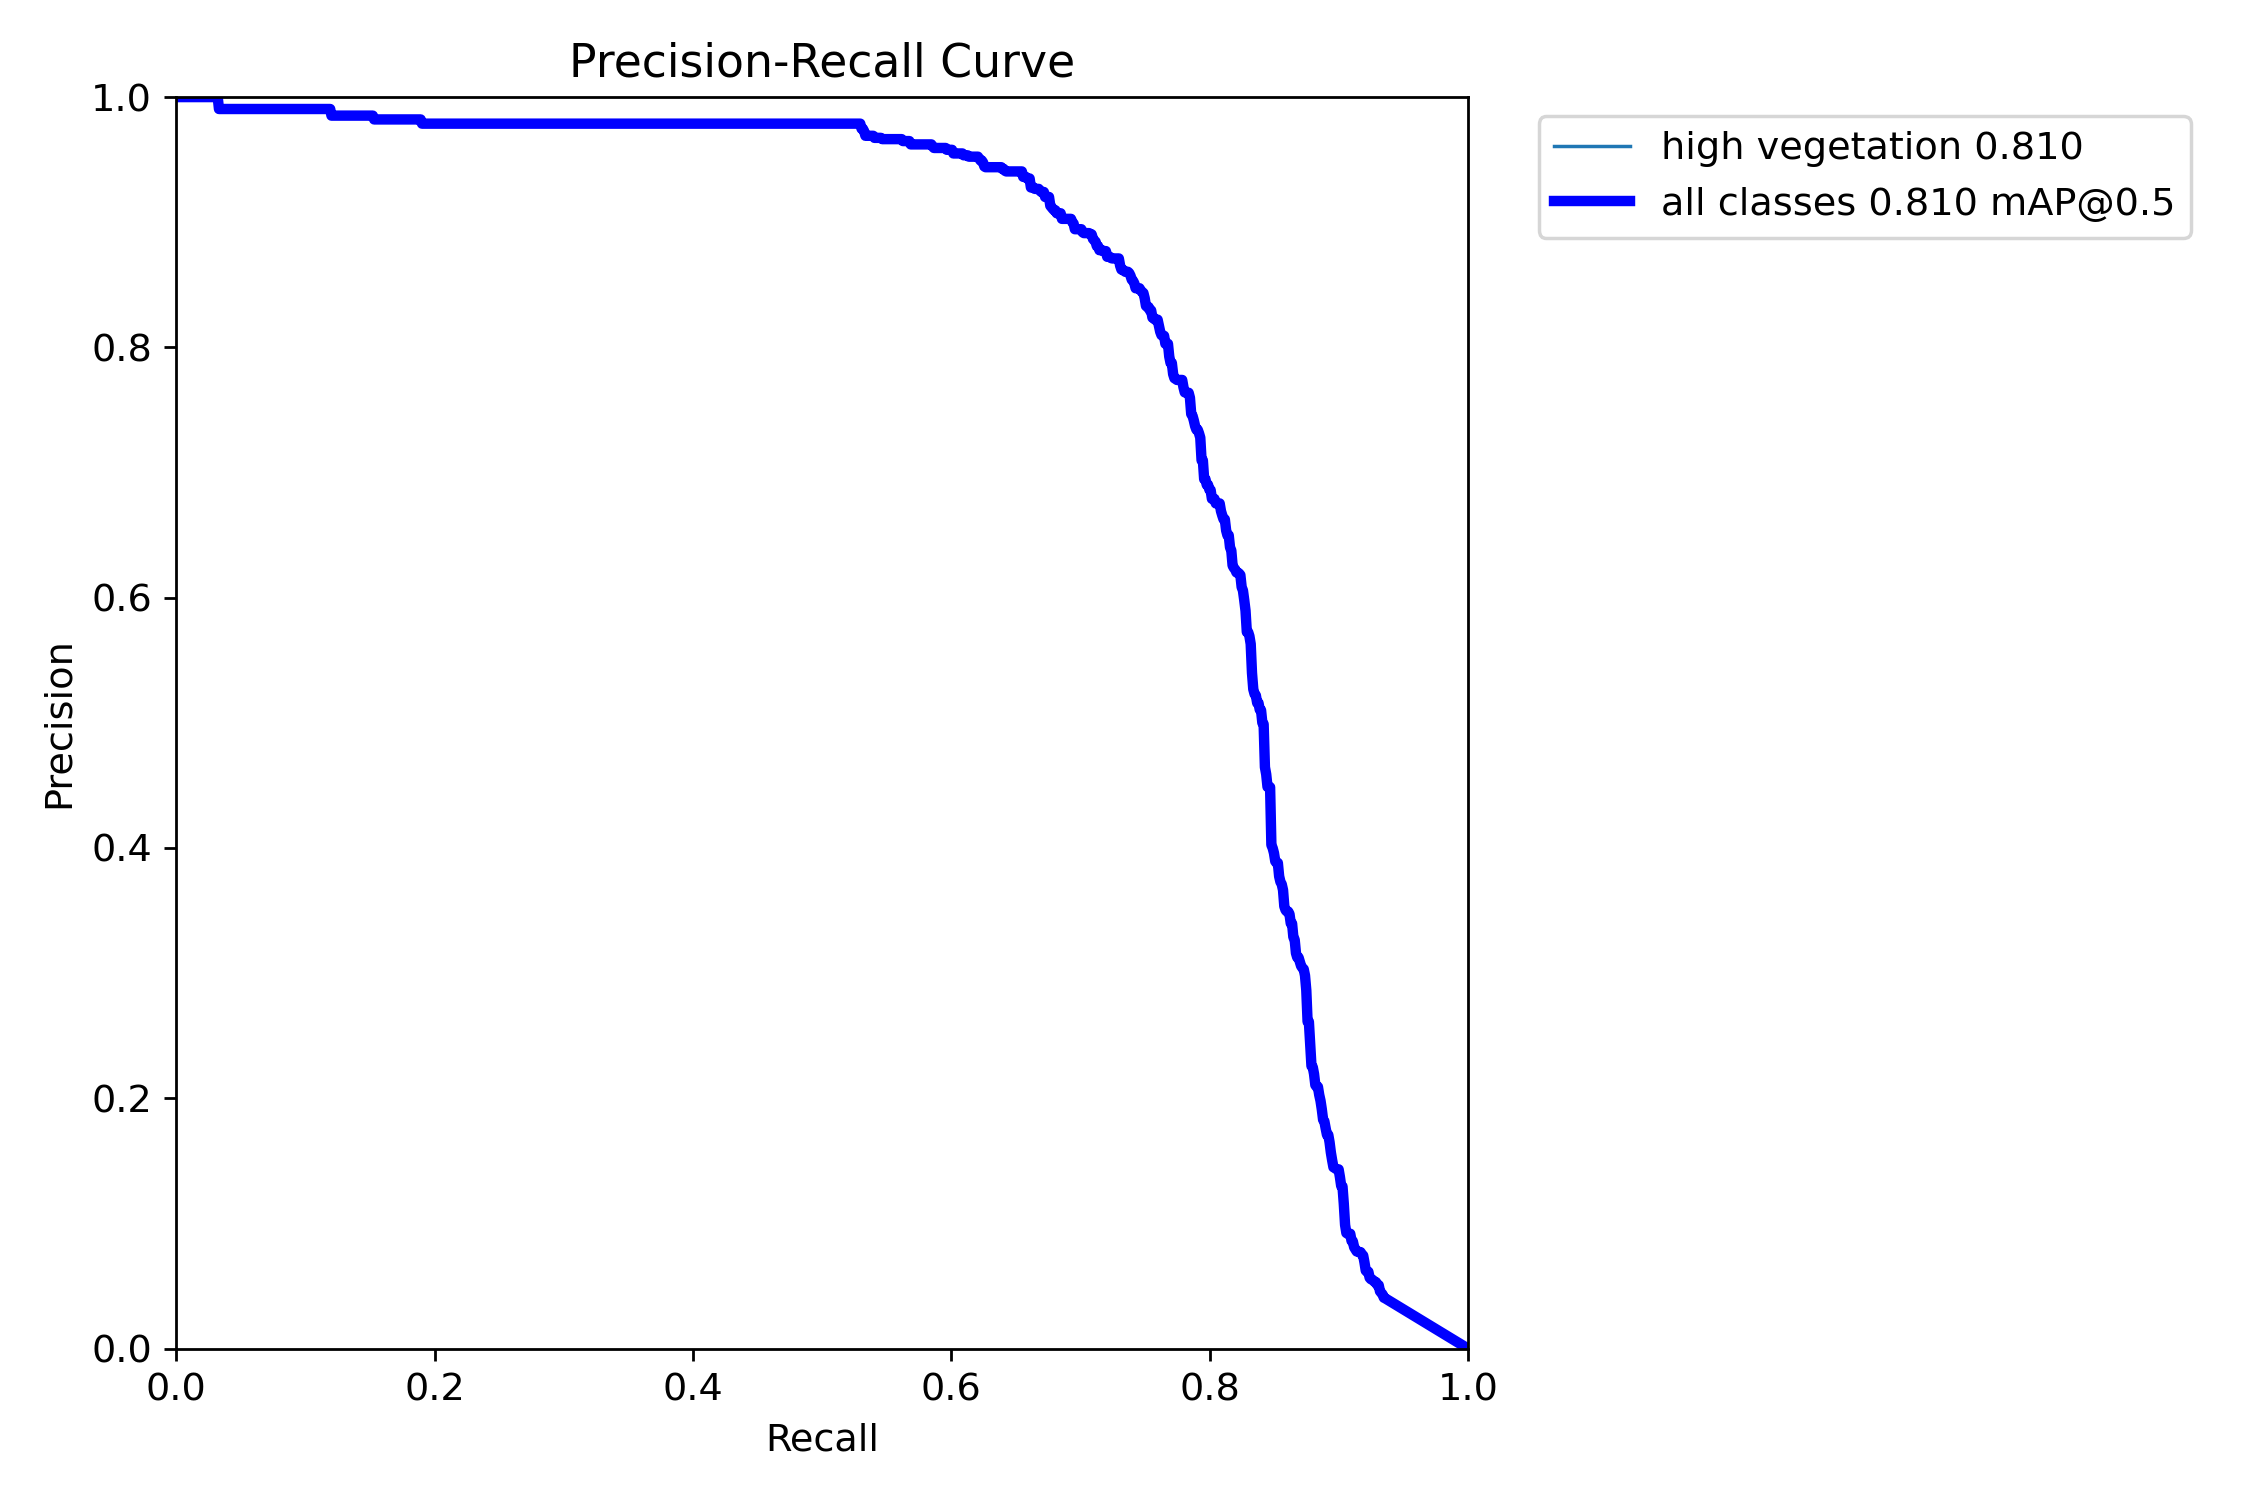 Precision-Recall Curve
1.0
0.8
0.6
0.4
0.2
0.0
Precision
0.0 0.2 0.4 0.6 0.8 1.0
Recall
high vegetation 0.810
all classes 0.810 mAP@0.5